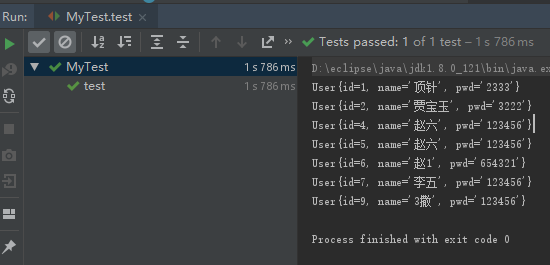 Run: MyTest.test ×
Tests passed: 1 of 1 test – 1 s 786 ms
MyTest 1 s 786 ms
test 1 s 786 ms
D:\eclipse\java\jdk1.8.0_121\bin\java.ex
User{id=1, name='顶针', pwd='2333'}
User{id=2, name='贾宝玉', pwd='3222'}
User{id=4, name='赵六', pwd='123456'}
User{id=5, name='赵六', pwd='123456'}
User{id=6, name='赵1', pwd='654321'}
User{id=7, name='李五', pwd='123456'}
User{id=9, name='3撒', pwd='123456'}
Process finished with exit code 0